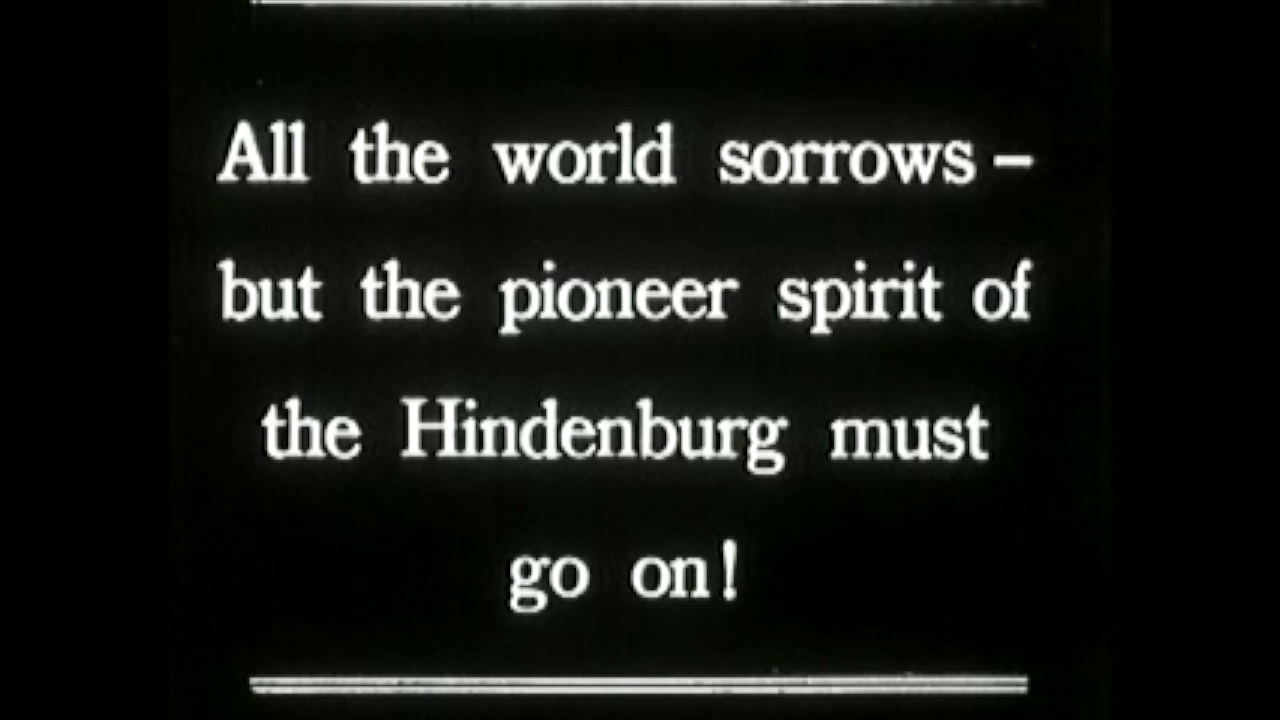 All the world sorrows –
but the pioneer spirit of
the Hindenburg must
go on!